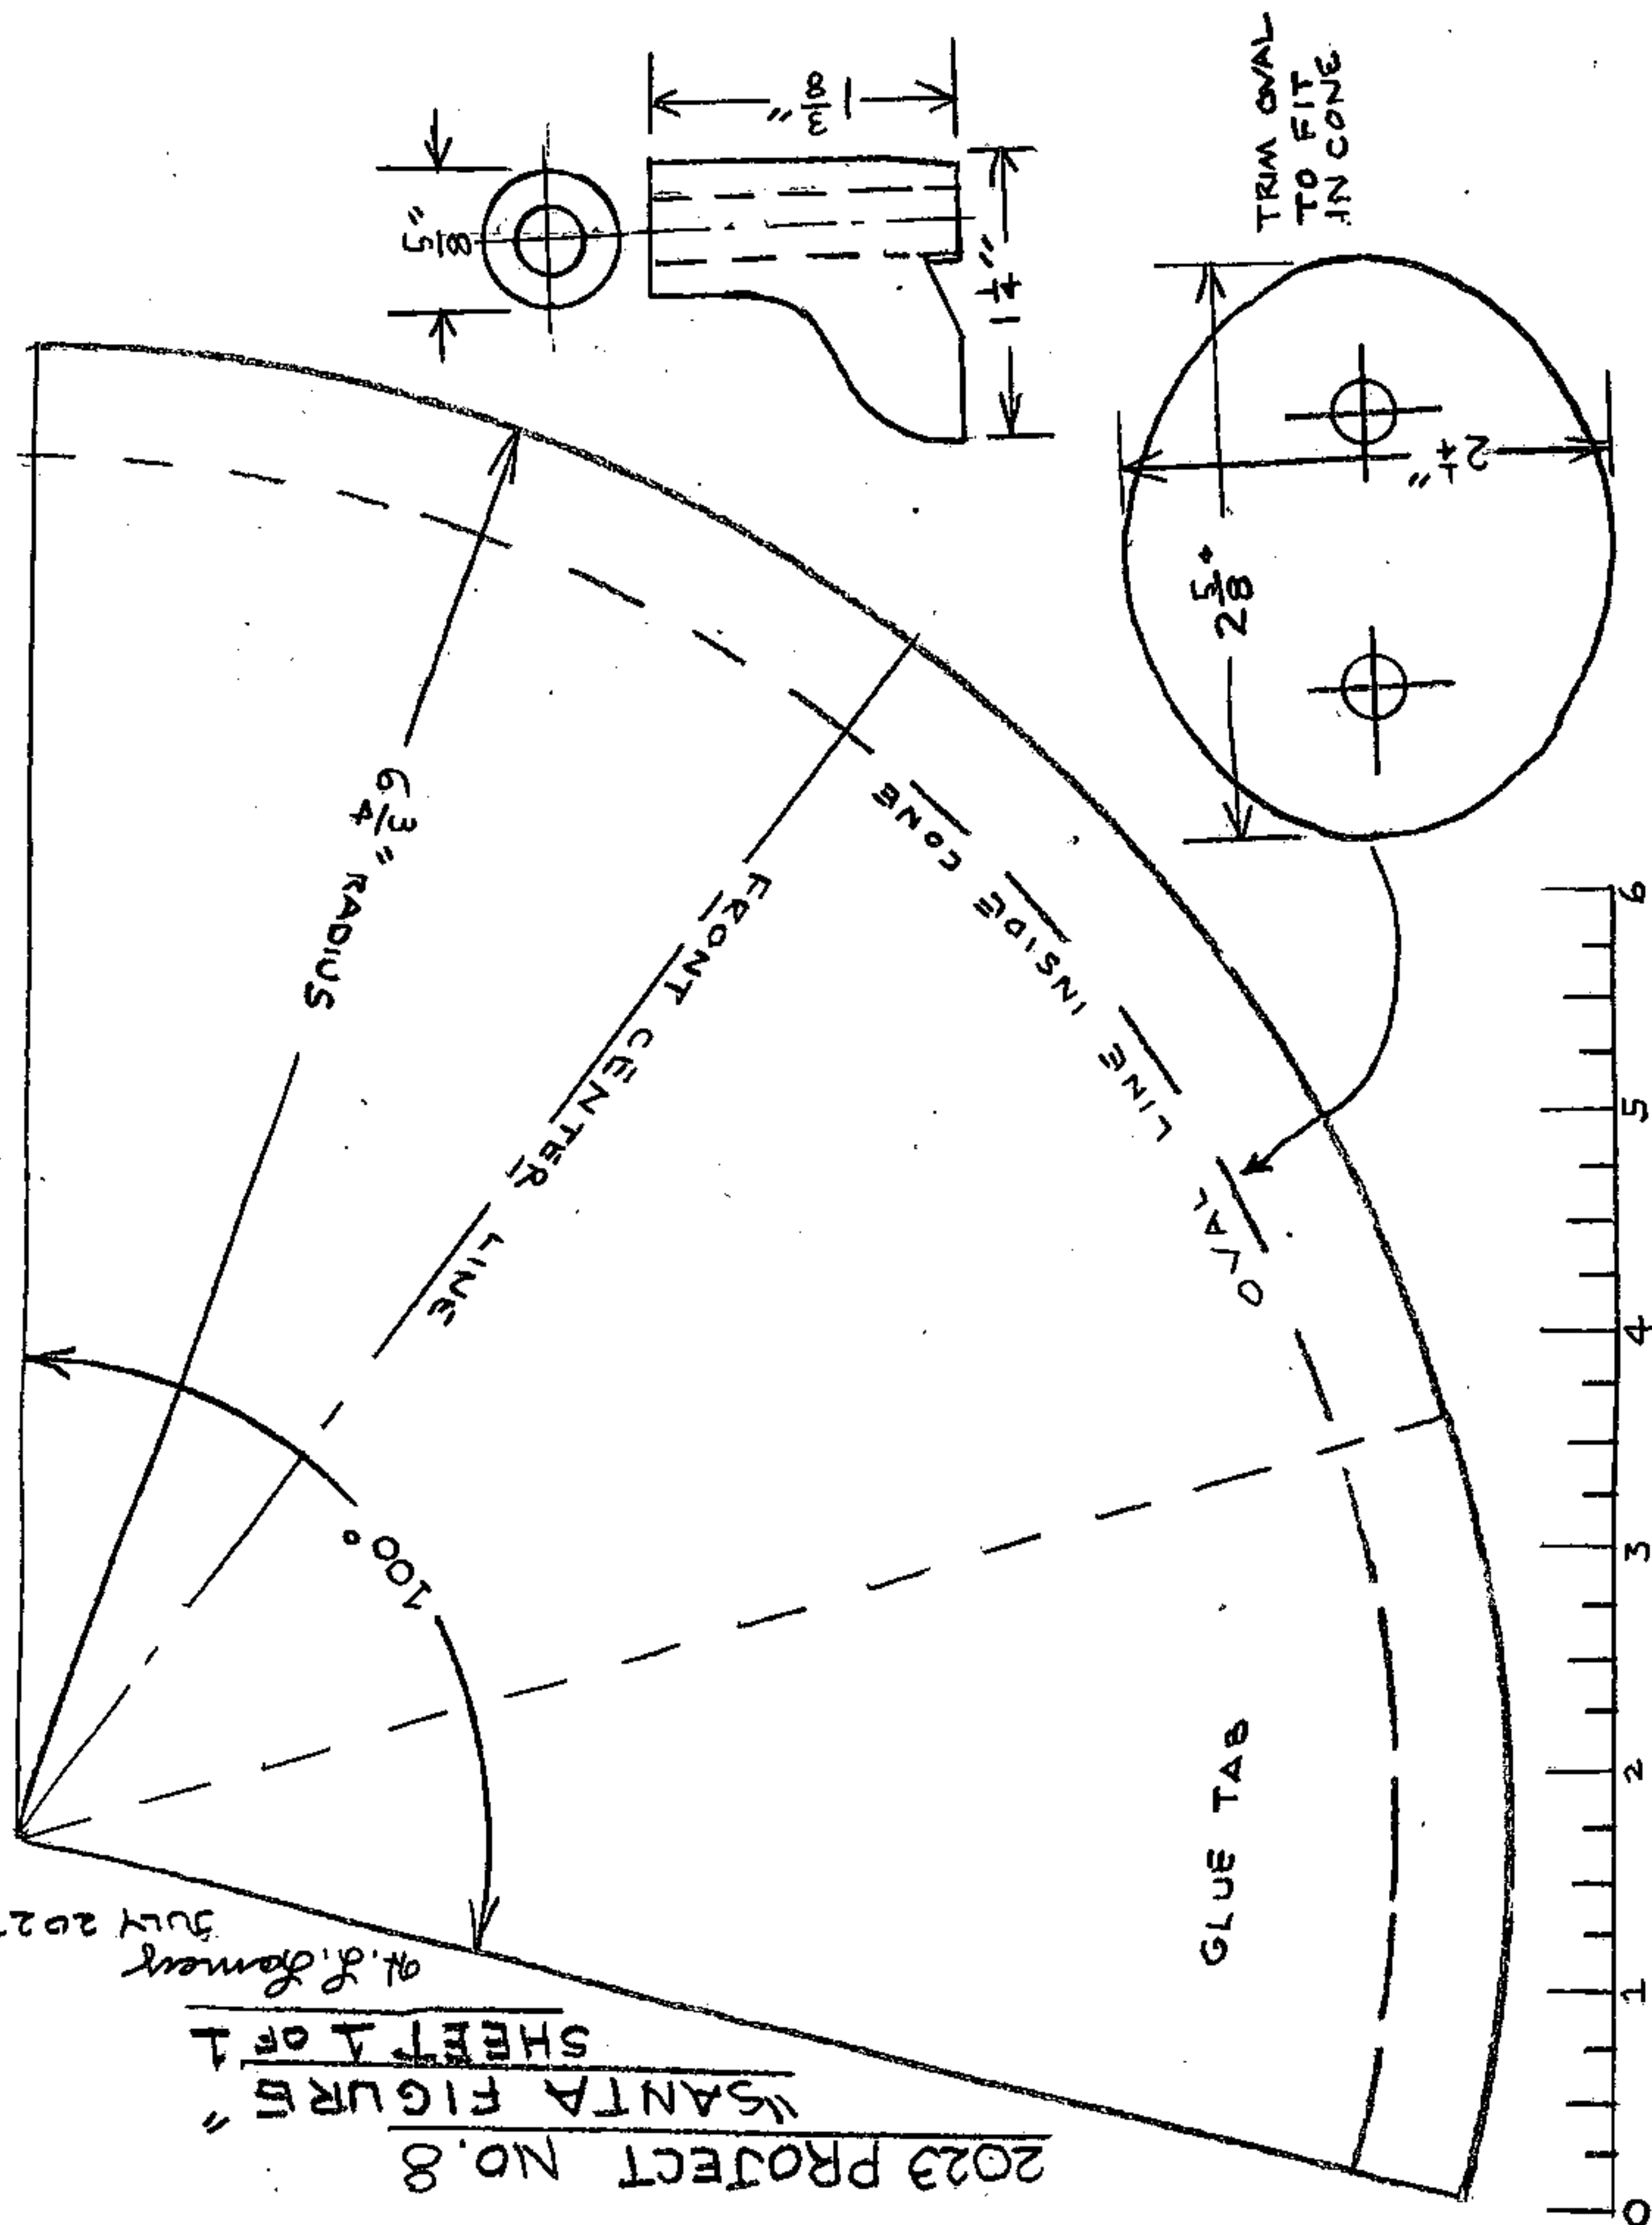 2023 PROJECT NO. 8
"SANTA FIGURE"
SHEET 1 OF 1
100°
6 3/4" RADIUS
FRONT CENTER LINE
OVAL LINE INSIDE CONE
GLUE TAB
5/8"
1 3/8"
1 1/4"
TRIM OVAL
TO FIT
IN CONE
2 5/8"
2 1/4"
0 1 2 3 4 5 6